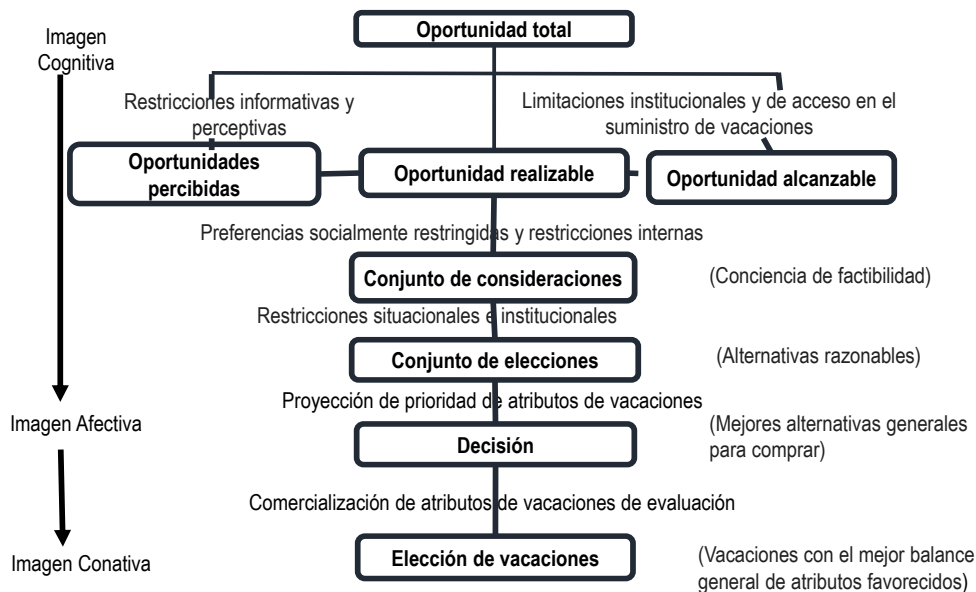 Imagen
Cognitiva
Oportunidad total
Restricciones informativas y
perceptivas
Limitaciones institucionales y de acceso en el
suministro de vacaciones
Oportunidades
percibidas
Oportunidad realizable
Oportunidad alcanzable
Preferencias socialmente restringidas y restricciones internas
Conjunto de consideraciones
(Conciencia de factibilidad)
Restricciones situacionales e institucionales
Conjunto de elecciones
(Alternativas razonables)
Proyección de prioridad de atributos de vacaciones
Imagen Afectiva
Decisión
(Mejores alternativas generales
para comprar)
Comercialización de atributos de vacaciones de evaluación
Imagen Conativa
Elección de vacaciones
(Vacaciones con el mejor balance
general de atributos favorecidos)